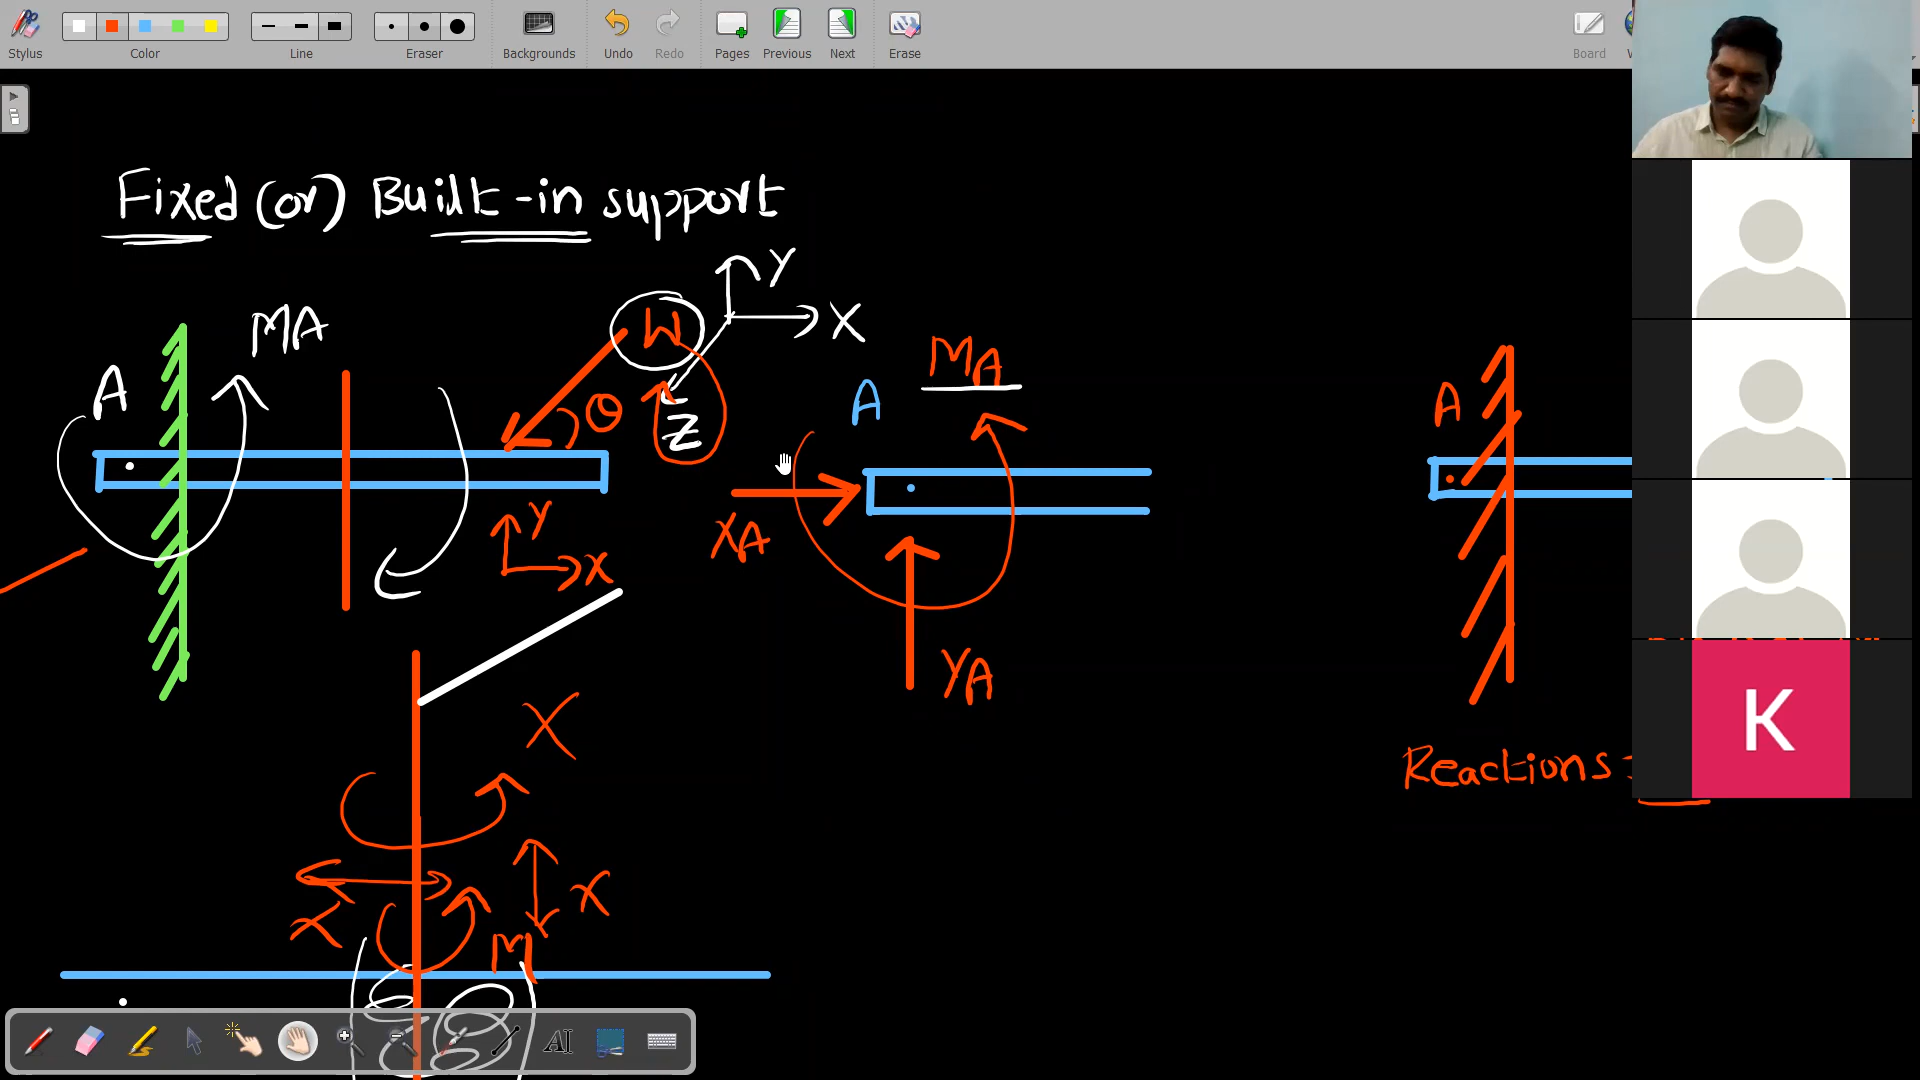 Stylus
Color
Line
Eraser
Backgrounds
Undo
Redo
Pages
Previous
Next
Erase
Board
Fixed (or) Built-in support
Y
X
Z
MA
A
W
θ
Y
X
MA
A
XA
YA
A
X
X
X
M
Reactions
K
AI